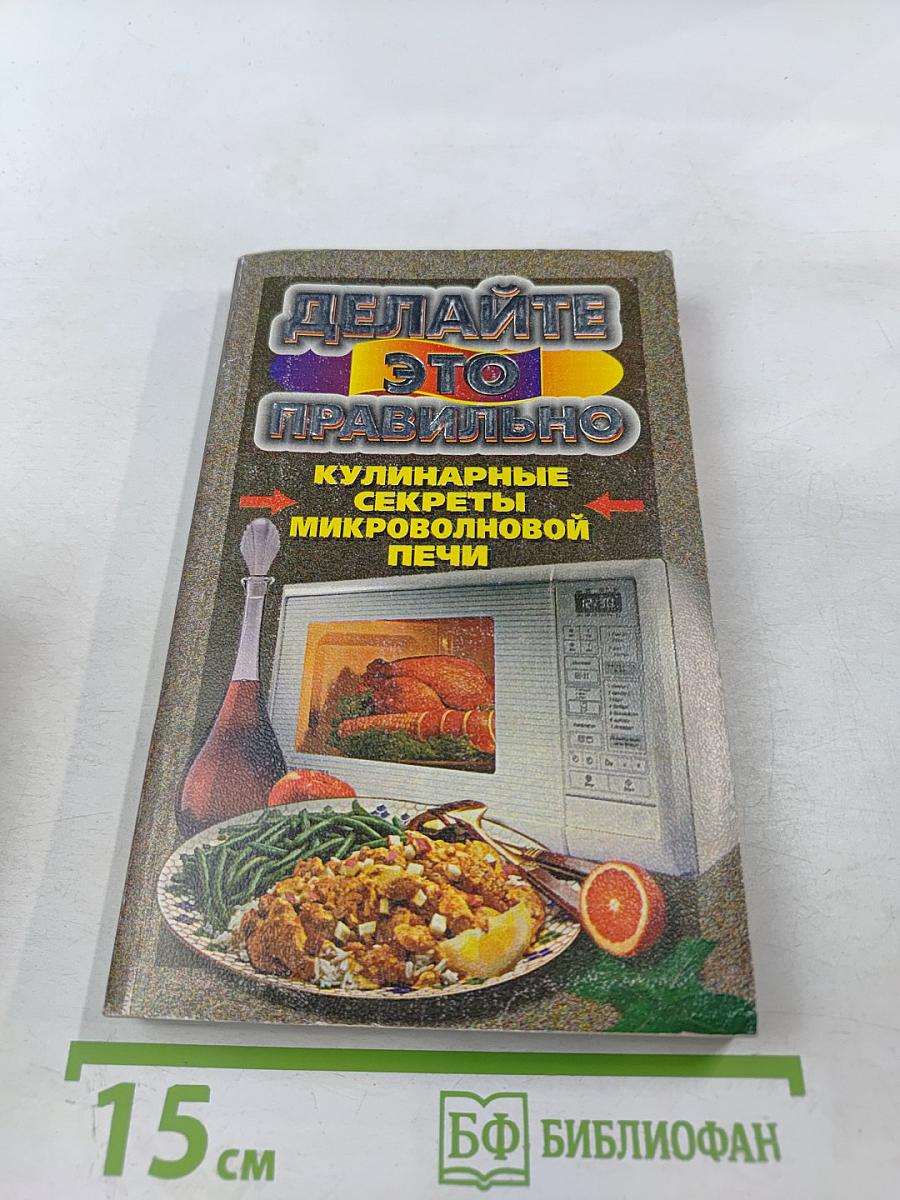 ДЕЛАЙТЕ
ЭТО
ПРАВИЛЬНО
КУЛИНАРНЫЕ
СЕКРЕТЫ
МИКРОВОЛНОВОЙ
ПЕЧИ
15 см
БФ БИБЛИОФАН